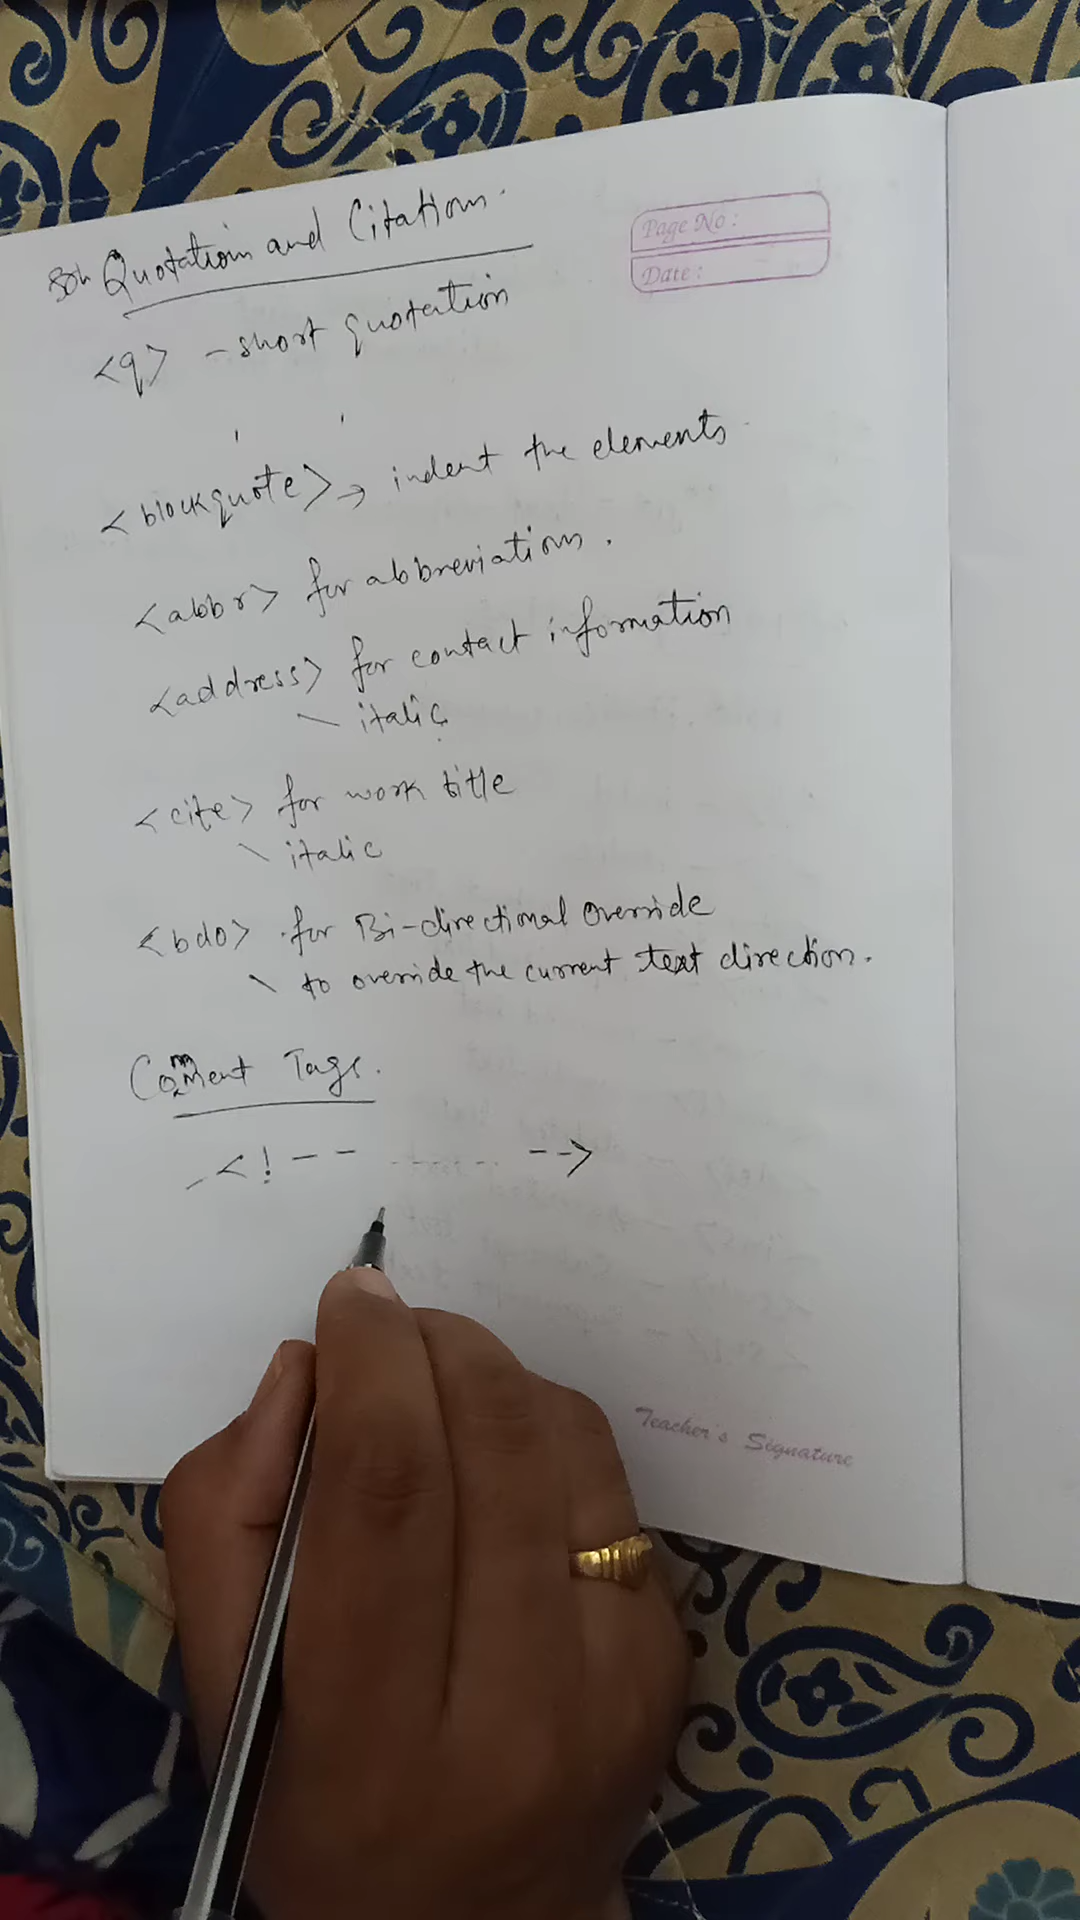 Quotation and Citation
Page No :
Date :
<q> - short quotation
<blockquote> → indent the elements
<abbr> for abbreviations.
<address> for contact information
\ italic
<cite> for work title
\ italic
<bdo> for Bi-directional override
\ to override the current text direction.
Comment Tags.
<!-- ------ -->
Teacher's Signature